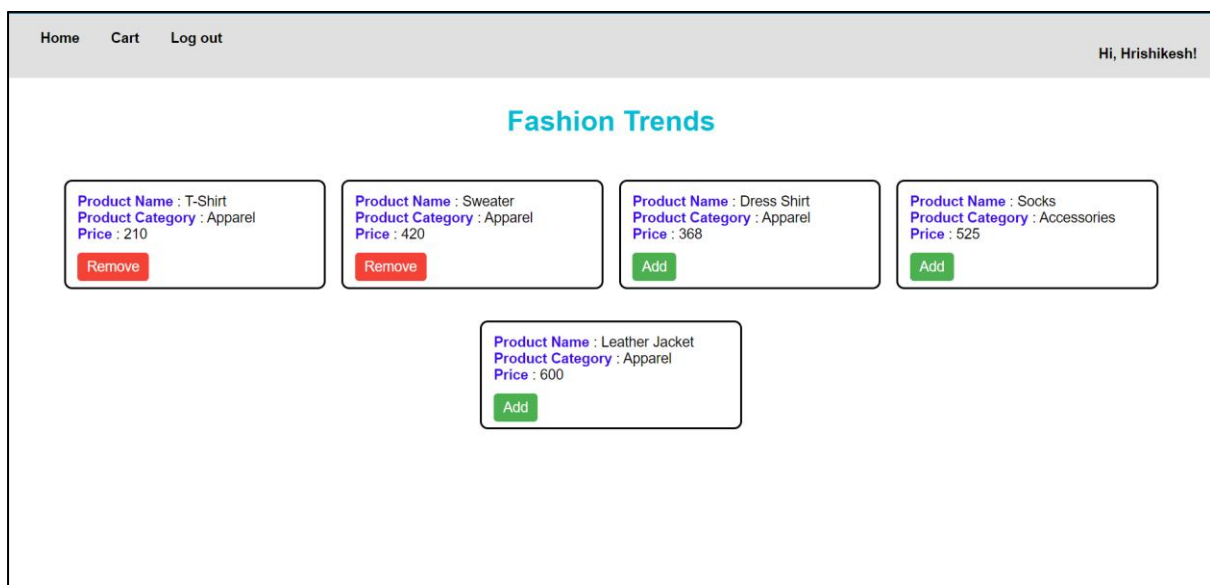 Home Cart Log out
Hi, Hrishikesh!
Fashion Trends
Product Name : T-Shirt
Product Category : Apparel
Price : 210
Remove
Product Name : Sweater
Product Category : Apparel
Price : 420
Remove
Product Name : Dress Shirt
Product Category : Apparel
Price : 368
Add
Product Name : Socks
Product Category : Accessories
Price : 525
Add
Product Name : Leather Jacket
Product Category : Apparel
Price : 600
Add